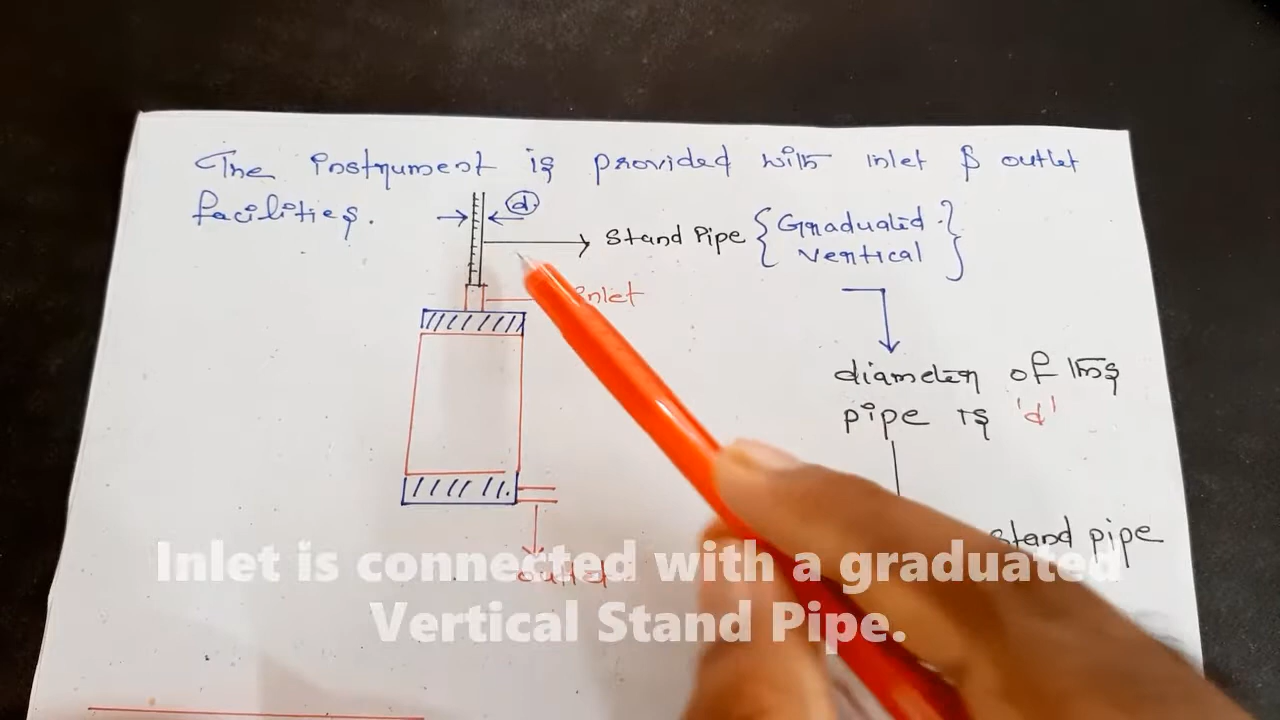 The instrument is provided with inlet & outlet
facilities.
d
Stand Pipe { Graduated
Vertical }
inlet
diameter of this
pipe is 'd'
stand pipe
outlet
Inlet is connected with a graduated
Vertical Stand Pipe.